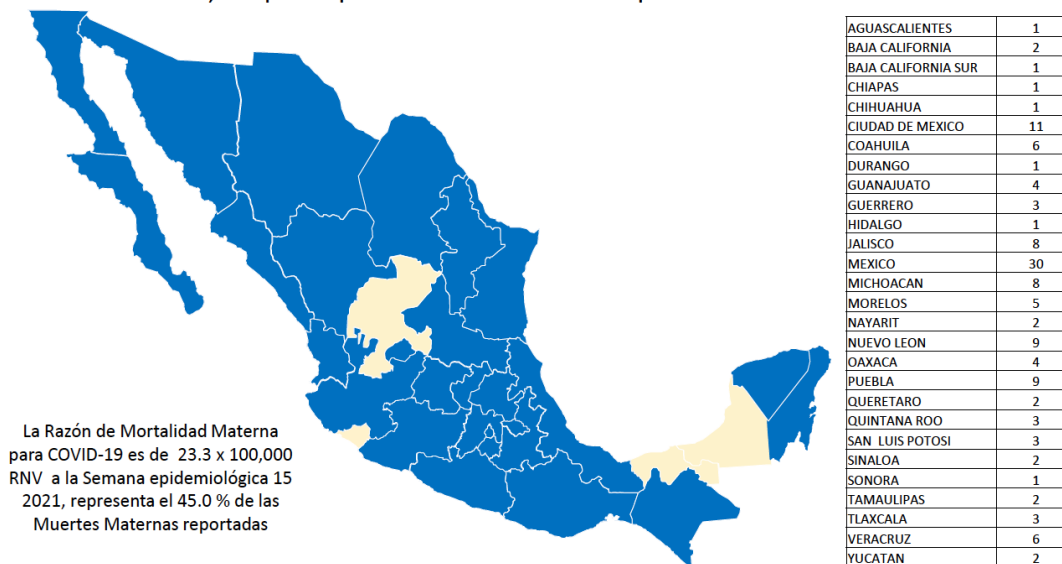 La Razón de Mortalidad Materna
para COVID-19 es de 23.3 x 100,000
RNV a la Semana epidemiológica 15
2021, representa el 45.0 % de las
Muertes Maternas reportadas
AGUASCALIENTES 1
BAJA CALIFORNIA 2
BAJA CALIFORNIA SUR 1
CHIAPAS 1
CHIHUAHUA 1
CIUDAD DE MEXICO 11
COAHUILA 6
DURANGO 1
GUANAJUATO 4
GUERRERO 3
HIDALGO 1
JALISCO 8
MEXICO 30
MICHOACAN 8
MORELOS 5
NAYARIT 2
NUEVO LEON 9
OAXACA 4
PUEBLA 9
QUERETARO 2
QUINTANA ROO 3
SAN LUIS POTOSI 3
SINALOA 2
SONORA 1
TAMAULIPAS 2
TLAXCALA 3
VERACRUZ 6
YUCATAN 2